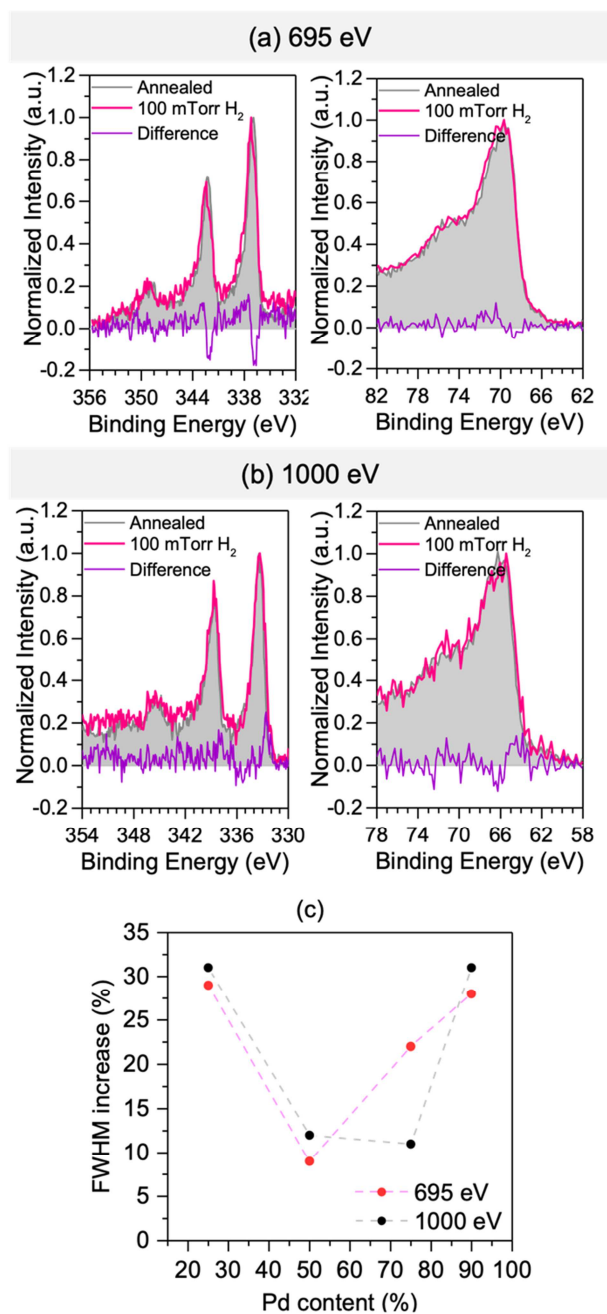 (a) 695 eV
Normalized Intensity (a.u.)
1.2
1.0
0.8
0.6
0.4
0.2
0.0
-0.2
Annealed
100 mTorr H₂
Difference
356 350 344 338 332
Binding Energy (eV)
Normalized Intensity (a.u.)
1.2
1.0
0.8
0.6
0.4
0.2
0.0
-0.2
Annealed
100 mTorr H₂
Difference
82 78 74 70 66 62
Binding Energy (eV)
(b) 1000 eV
Normalized Intensity (a.u.)
1.2
1.0
0.8
0.6
0.4
0.2
0.0
-0.2
Annealed
100 mTorr H₂
Difference
354 348 342 336 330
Binding Energy (eV)
Normalized Intensity (a.u.)
1.2
1.0
0.8
0.6
0.4
0.2
0.0
-0.2
Annealed
100 mTorr H₂
Difference
78 74 70 66 62 58
Binding Energy (eV)
(c)
FWHM increase (%)
35
30
25
20
15
10
5
0
695 eV
1000 eV
20 30 40 50 60 70 80 90 100
Pd content (%)